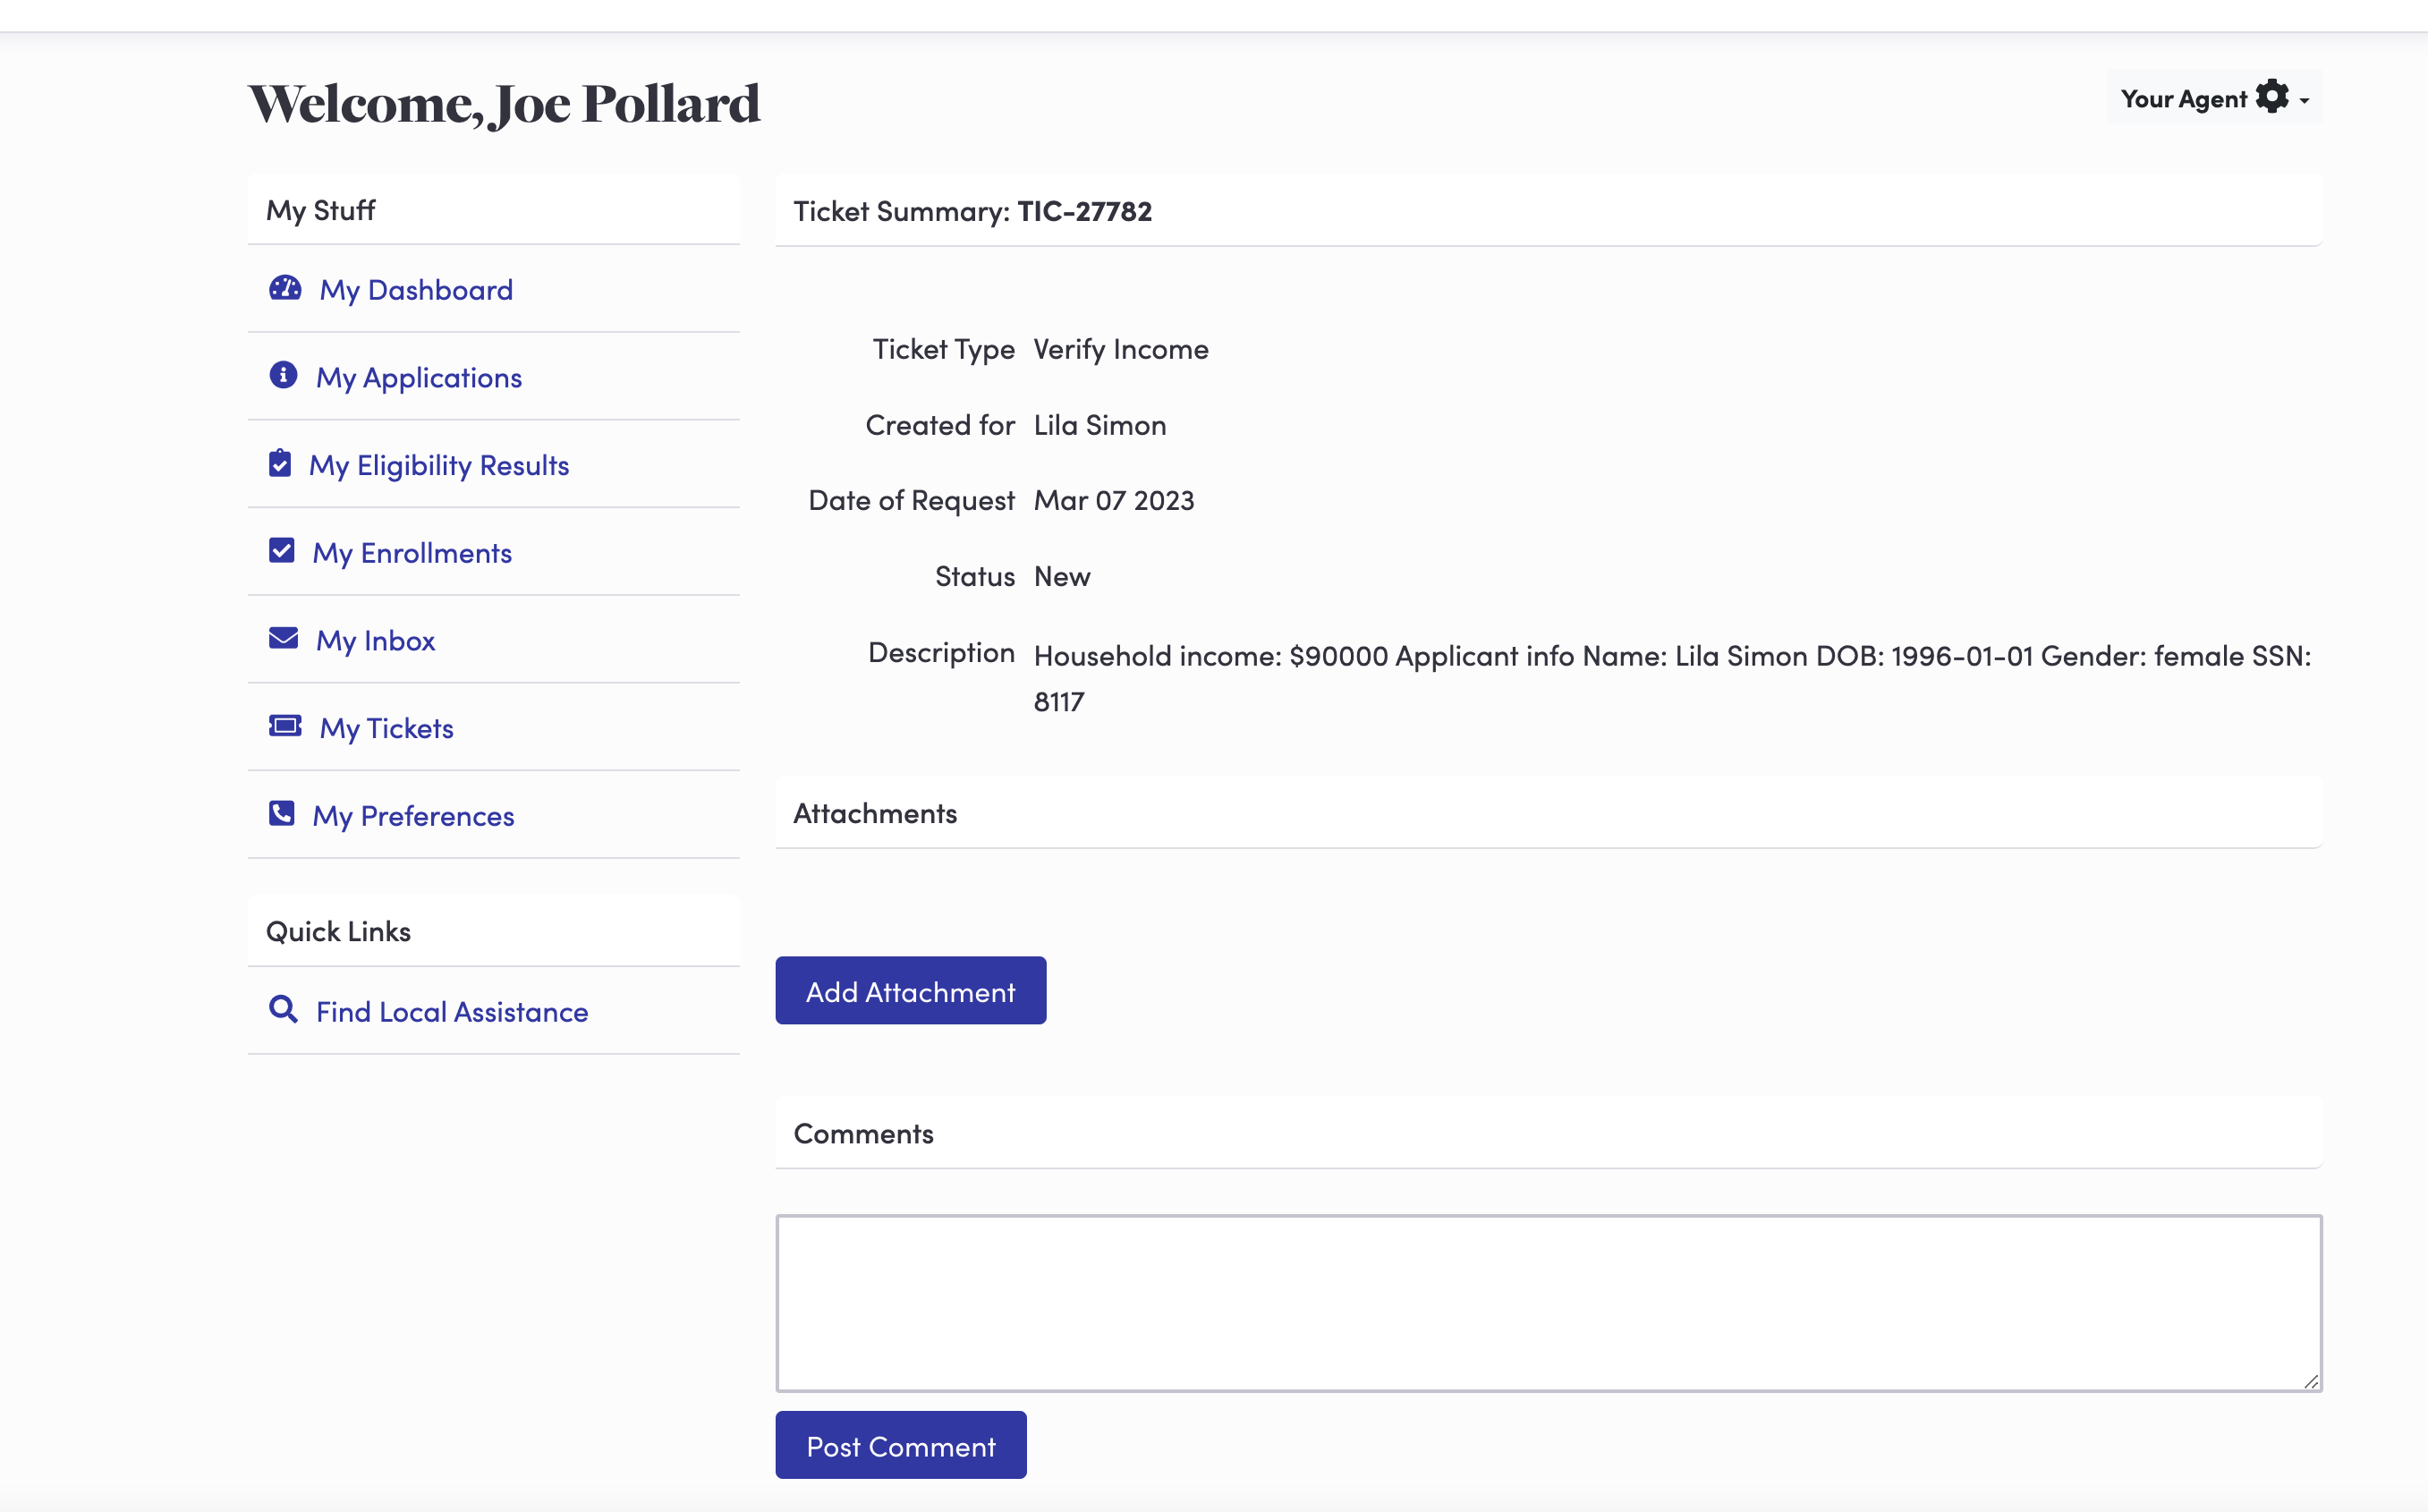 Welcome, Joe Pollard
Your Agent
My Stuff
My Dashboard
My Applications
My Eligibility Results
My Enrollments
My Inbox
My Tickets
My Preferences
Quick Links
Find Local Assistance
Ticket Summary: TIC-27782
Ticket Type Verify Income
Created for Lila Simon
Date of Request Mar 07 2023
Status New
Description Household income: $90000 Applicant info Name: Lila Simon DOB: 1996-01-01 Gender: female SSN:
8117
Attachments
Add Attachment
Comments
Post Comment